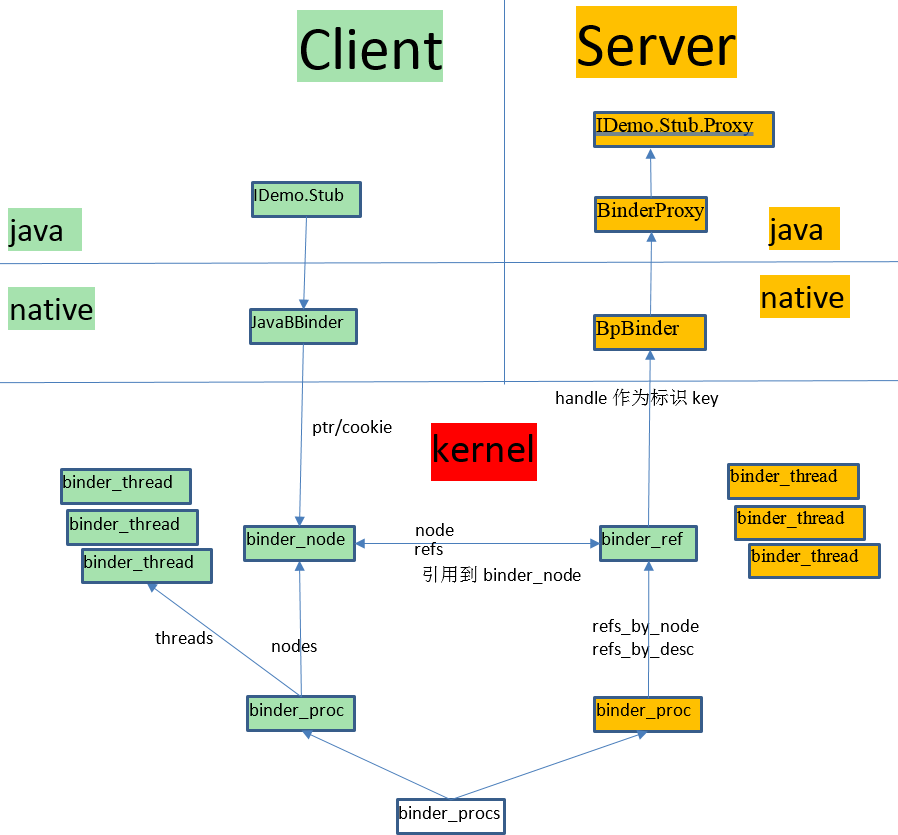 Client
Server
IDemo.Stub.Proxy
IDemo.Stub
BinderProxy
java
java
native
native
JavaBBinder
BpBinder
handle 作为标识 key
ptr/cookie
kernel
binder_thread
binder_thread
binder_thread
binder_thread
binder_thread
binder_thread
binder_node
node
refs
引用到 binder_node
binder_ref
threads
nodes
refs_by_node
refs_by_desc
binder_proc
binder_proc
binder_procs